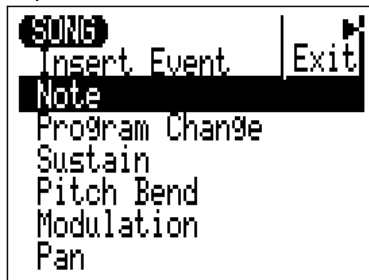 SONG
Insert Event Exit
Note
Program Change
Sustain
Pitch Bend
Modulation
Pan